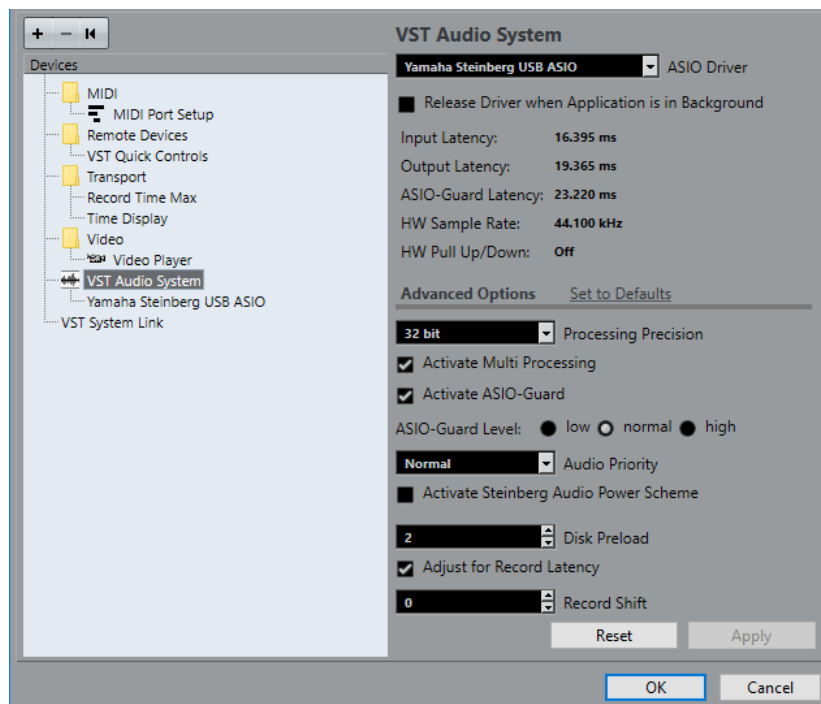 Devices
MIDI
MIDI Port Setup
Remote Devices
VST Quick Controls
Transport
Record Time Max
Time Display
Video
Video Player
VST Audio System
Yamaha Steinberg USB ASIO
VST System Link
VST Audio System
Yamaha Steinberg USB ASIO ASIO Driver
Release Driver when Application is in Background
Input Latency: 16.395 ms
Output Latency: 19.365 ms
ASIO-Guard Latency: 23.220 ms
HW Sample Rate: 44.100 kHz
HW Pull Up/Down: Off
Advanced Options Set to Defaults
32 bit Processing Precision
Activate Multi Processing
Activate ASIO-Guard
ASIO-Guard Level: low normal high
Normal Audio Priority
Activate Steinberg Audio Power Scheme
2 Disk Preload
Adjust for Record Latency
0 Record Shift
Reset Apply
OK Cancel